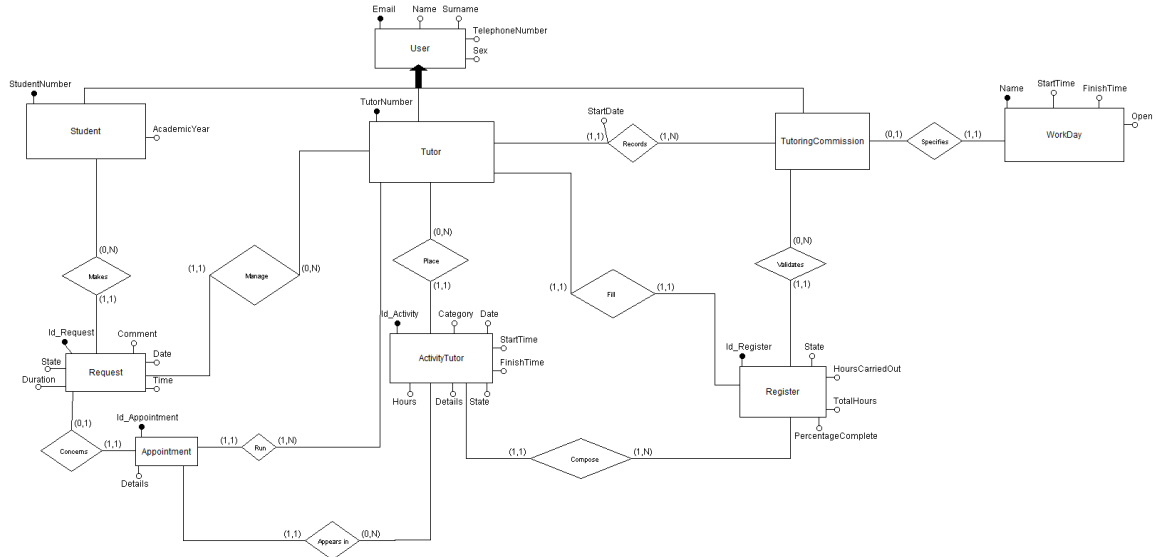 Email Name Surname
TelephoneNumber
User
Sex
StudentNumber
TutorNumber
StartDate
Name StartTime FinishTime
Open
Student
AcademicYear
Tutor
(1,1) Records (1,N)
TutoringCommission
(0,1) Specifies (1,1)
WorkDay
(0,N)
(0,N)
(0,N)
Makes
(1,1) Manage (0,N)
Place
Validates
(1,1)
(1,1)
(1,1)
(1,1) Fill (1,1)
Id_Request Comment
State
Date
Request
Duration
Time
Id_Activity Category Date
StartTime
ActivityTutor
FinishTime
Hours Details State
Id_Register State
HoursCarriedOut
Register
TotalHours
PercentageComplete
(0,1)
Id_Appointment
Concerns (1,1)
Appointment
(1,1) Run (1,N)
Details
(1,1) Compose (1,N)
(1,1) Appears in (0,N)